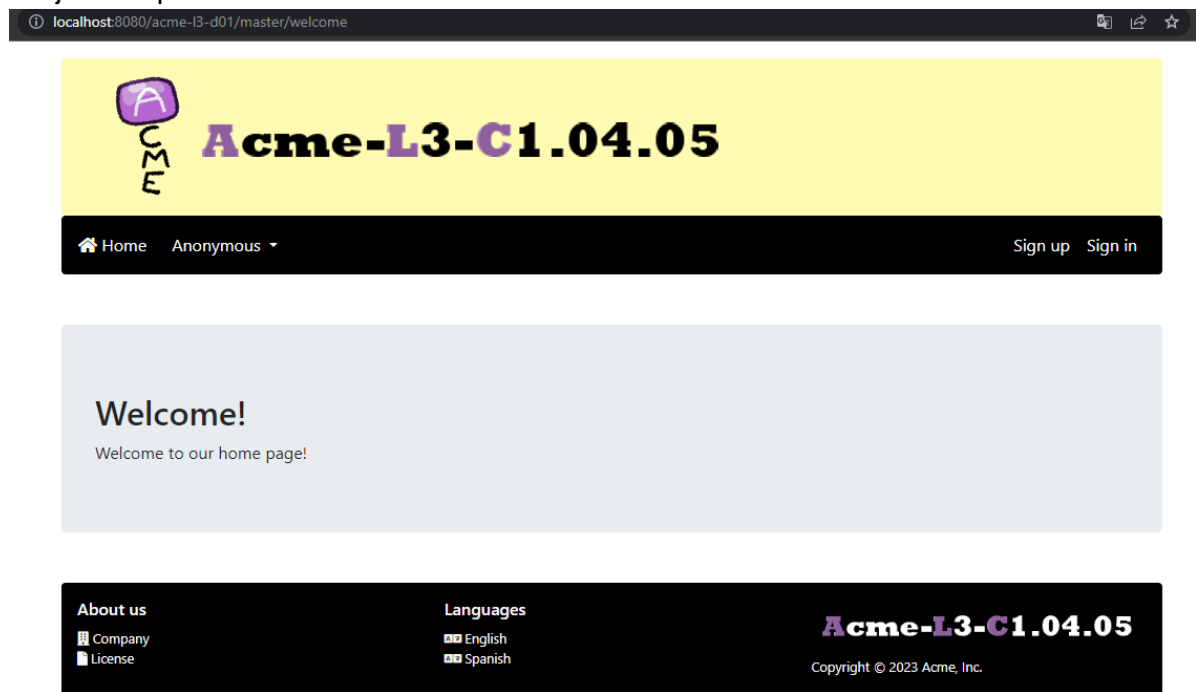 localhost:8080/acme-l3-d01/master/welcome
ACME
Acme-L3-C1.04.05
Home Anonymous Sign up Sign in
Welcome!
Welcome to our home page!
About us
Company
License
Languages
English
Spanish
Acme-L3-C1.04.05
Copyright © 2023 Acme, Inc.